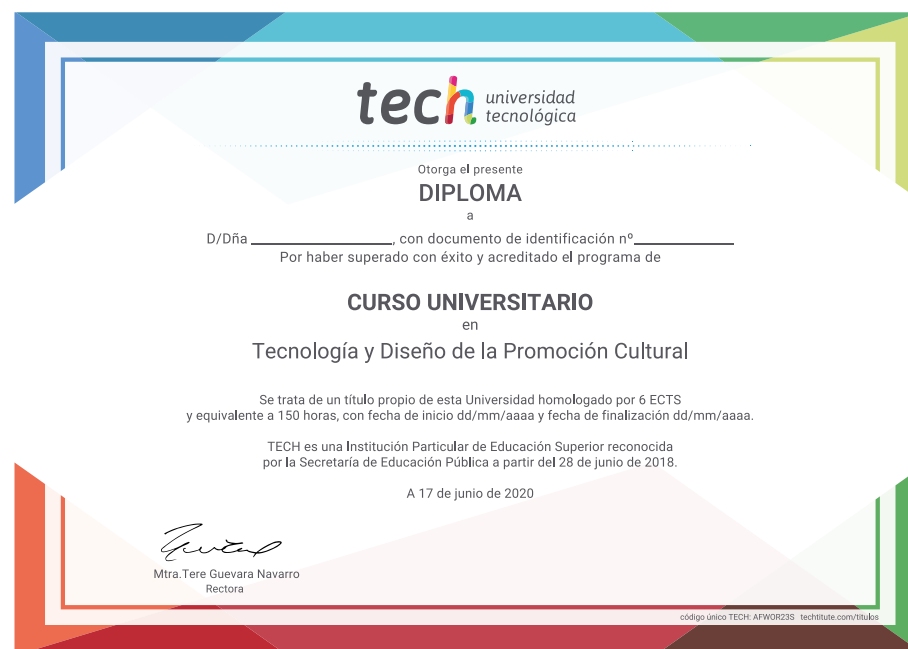 tech universidad
tecnológica
Otorga el presente
DIPLOMA
a
D/Dña ____________________, con documento de identificación nº______________
Por haber superado con éxito y acreditado el programa de
CURSO UNIVERSITARIO
en
Tecnología y Diseño de la Promoción Cultural
Se trata de un título propio de esta Universidad homologado por 6 ECTS
y equivalente a 150 horas, con fecha de inicio dd/mm/aaaa y fecha de finalización dd/mm/aaaa.
TECH es una Institución Particular de Educación Superior reconocida
por la Secretaría de Educación Pública a partir del 28 de junio de 2018.
A 17 de junio de 2020
Mtra.Tere Guevara Navarro
Rectora
código único TECH: AFWOR23S techtitute.com/titulos